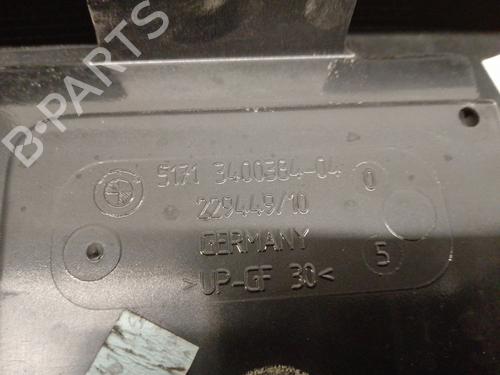 B-PARTS
5171 3400384-04
0
229449/10
GERMANY
5
>UP-GF 30<